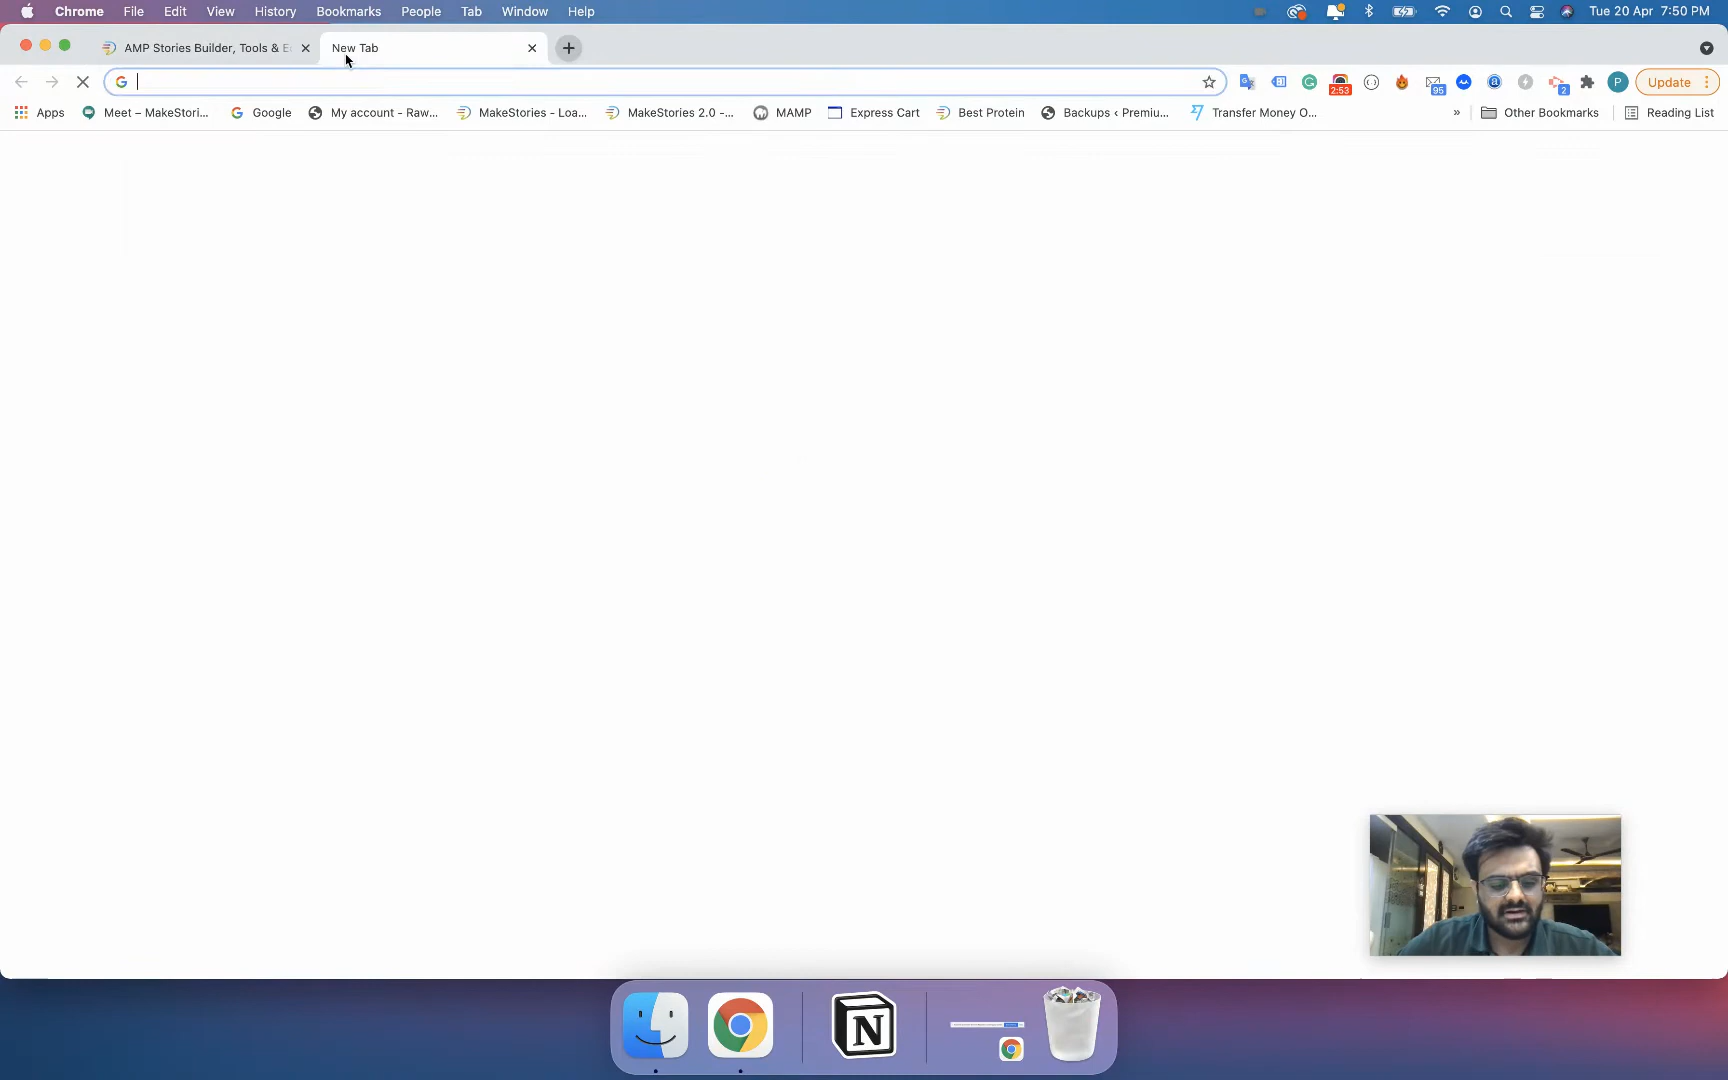 Chrome File Edit View History Bookmarks People Tab Window Help Tue 20 Apr 7:50 PM
AMP Stories Builder, Tools & E New Tab
2:53 95 2 P Update
Apps Meet – MakeStori... Google My account - Raw... MakeStories - Loa... MakeStories 2.0 -... MAMP Express Cart Best Protein Backups ‹ Premiu... Transfer Money O... » Other Bookmarks Reading List
N